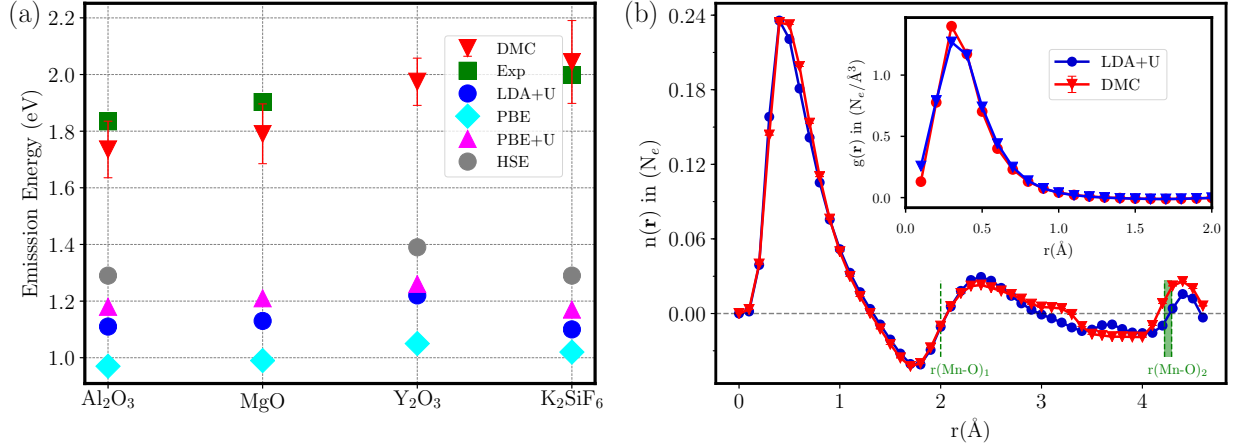 (a)
Emisssion Energy (eV)
2.2
2.0
1.8
1.6
1.4
1.2
1.0
DMC
Exp
LDA+U
PBE
PBE+U
HSE
Al₂O₃
MgO
Y₂O₃
K₂SiF₆
(b)
n(r) in (Nₑ)
0.24
0.18
0.12
0.06
0.00
g(r) in (Nₑ/Å³)
1.0
0.5
0.0
LDA+U
DMC
0.0
0.5
1.0
1.5
2.0
r(Å)
r(Mn-O)₁
r(Mn-O)₂
0
1
2
3
4
r(Å)